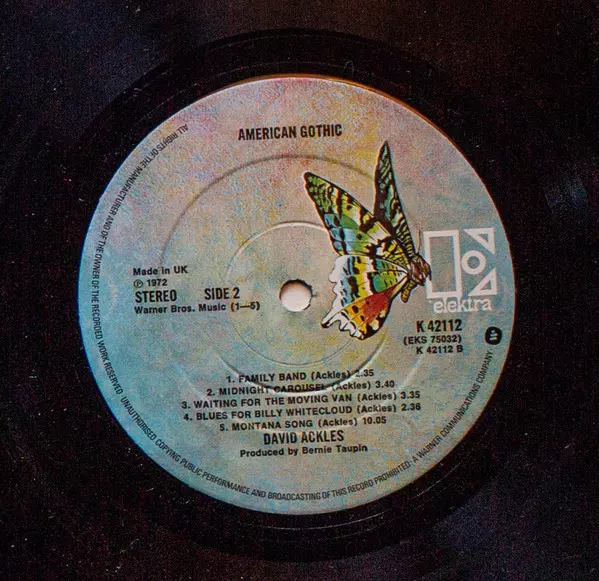 AMERICAN GOTHIC
elektra
Made in UK
℗ 1972
STEREO SIDE 2
Warner Bros. Music (1—5)
K 42112
(EKS 75032)
K 42112 B
1. FAMILY BAND (Ackles) 2.35
2. MIDNIGHT CAROUSEL (Ackles) 3.40
3. WAITING FOR THE MOVING VAN (Ackles) 3.35
4. BLUES FOR BILLY WHITECLOUD (Ackles) 2.36
5. MONTANA SONG (Ackles) 10.05
DAVID ACKLES
Produced by Bernie Taupin
ALL RIGHTS OF THE MANUFACTURER AND OF THE OWNER OF THE RECORDED WORK RESERVED. UNAUTHORISED COPYING PUBLIC PERFORMANCE AND BROADCASTING OF THIS RECORD PROHIBITED · A WARNER COMMUNICATIONS COMPANY